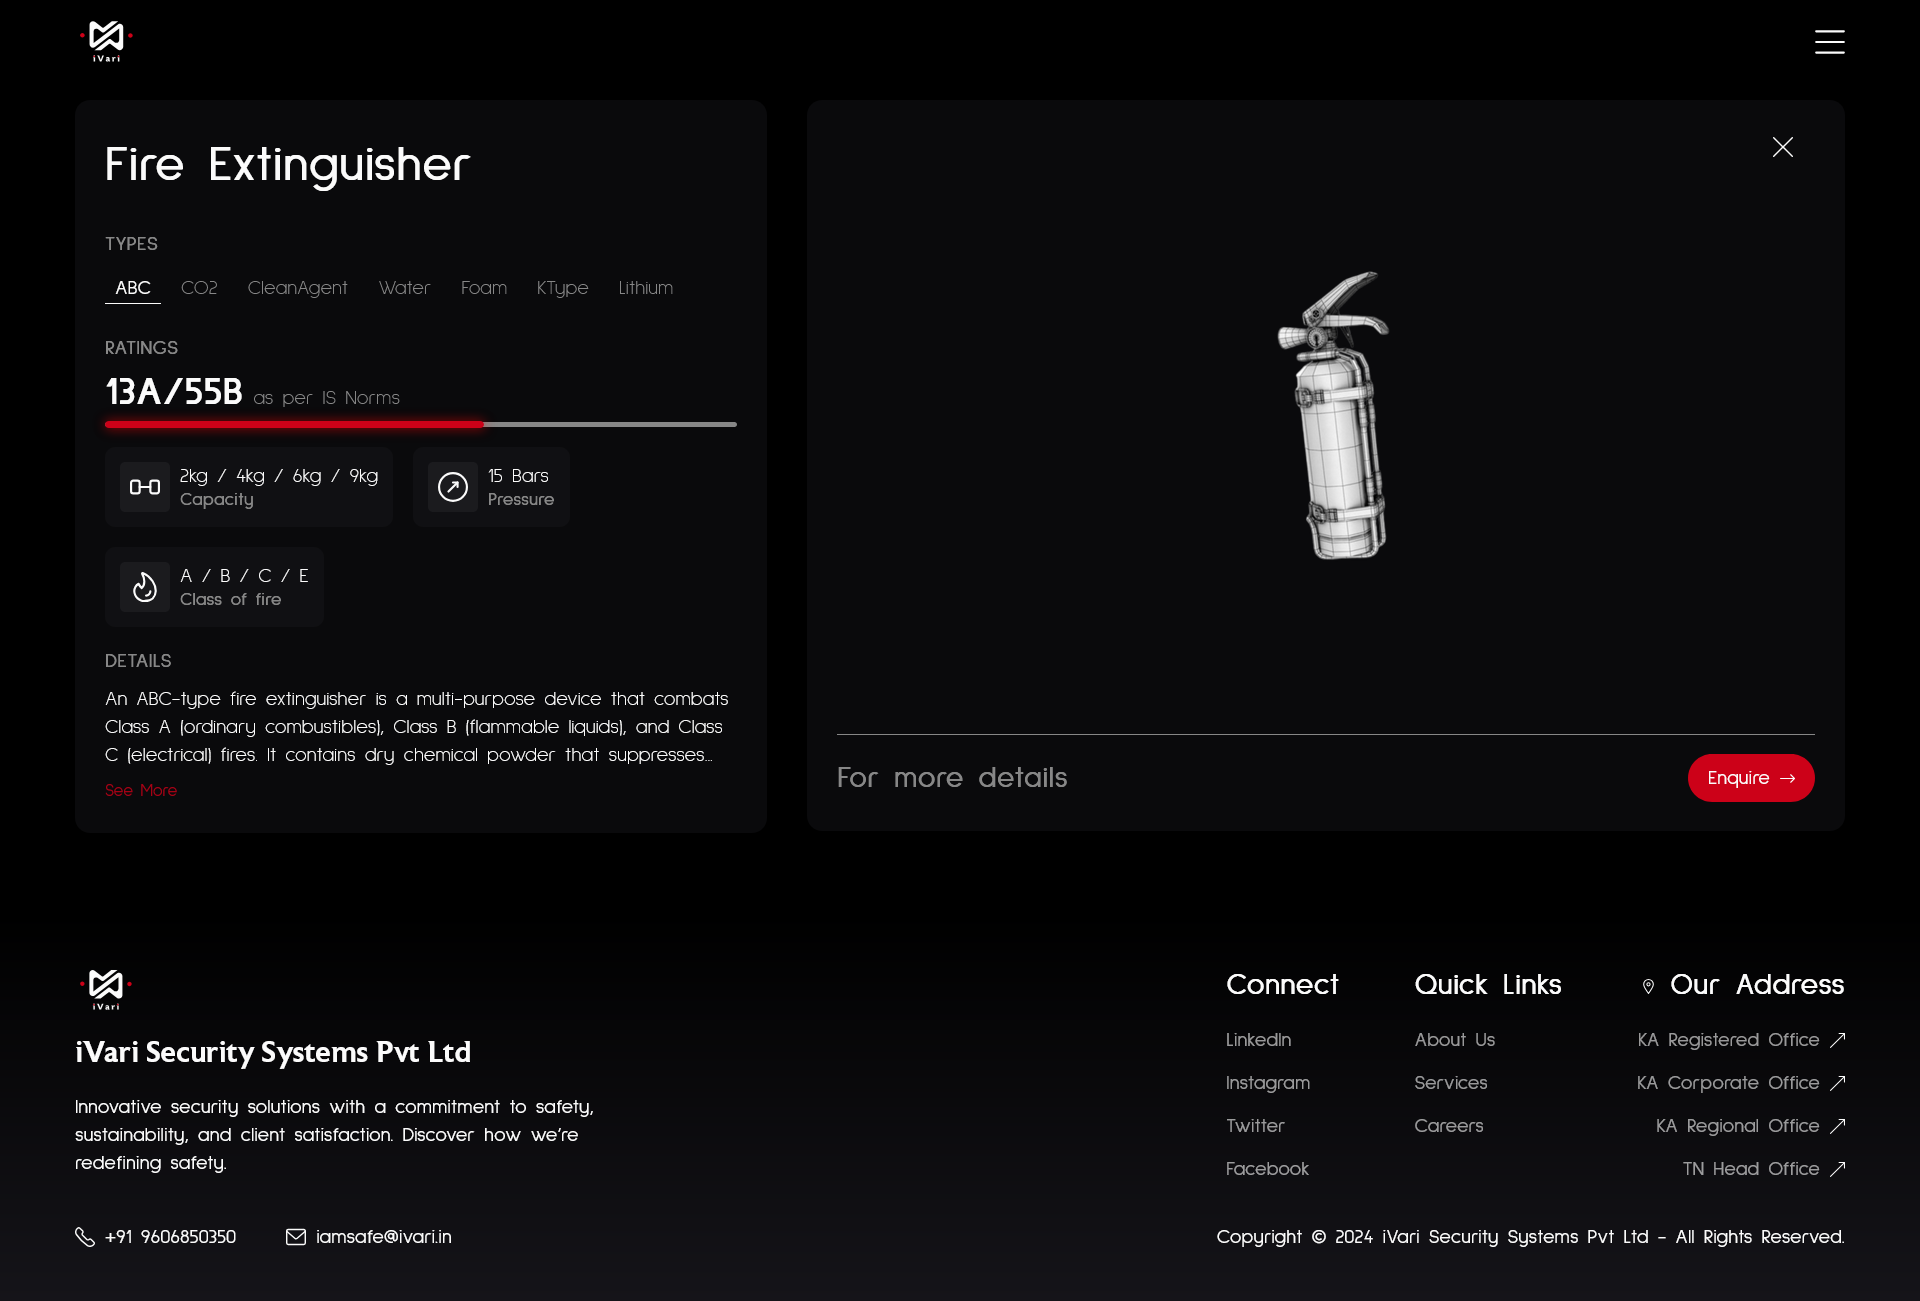 iVari
Fire Extinguisher
TYPES
ABC CO2 CleanAgent Water Foam KType Lithium
RATINGS
13A/55B as per IS Norms
2kg / 4kg / 6kg / 9kg
Capacity
15 Bars
Pressure
A / B / C / E
Class of fire
DETAILS
An ABC-type fire extinguisher is a multi-purpose device that combats
Class A (ordinary combustibles), Class B (flammable liquids), and Class
C (electrical) fires. It contains dry chemical powder that suppresses...
See More
For more details
Enquire →
iVari
iVari Security Systems Pvt Ltd
Innovative security solutions with a commitment to safety,
sustainability, and client satisfaction. Discover how we’re
redefining safety.
+91 9606850350
iamsafe@ivari.in
Connect
LinkedIn
Instagram
Twitter
Facebook
Quick Links
About Us
Services
Careers
Our Address
KA Registered Office
KA Corporate Office
KA Regional Office
TN Head Office
Copyright © 2024 iVari Security Systems Pvt Ltd - All Rights Reserved.